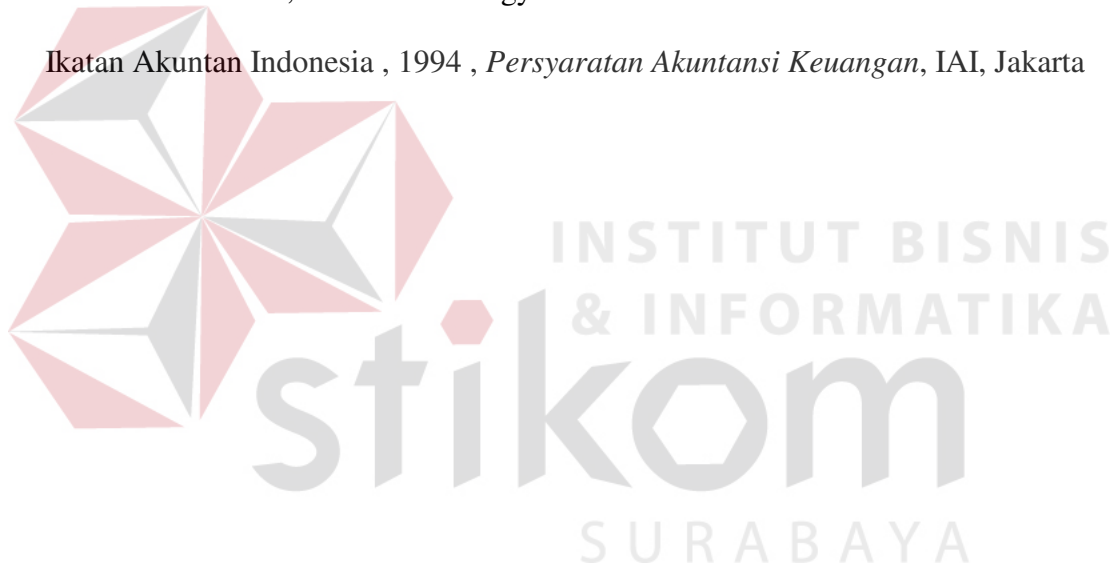 Ikatan Akuntan Indonesia , 1994 , Persyaratan Akuntansi Keuangan, IAI, Jakarta
INSTITUT BISNIS
& INFORMATIKA
stikom
SURABAYA